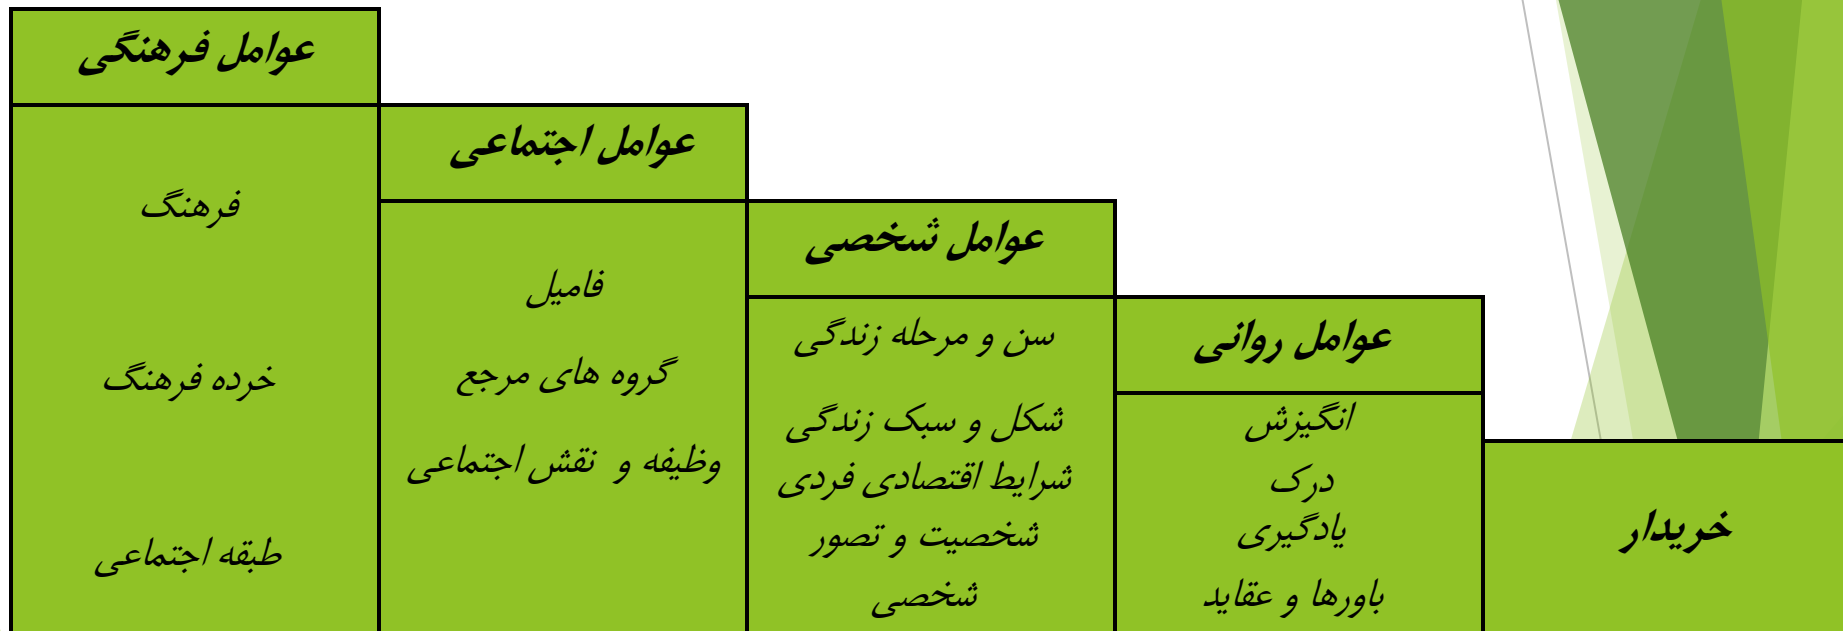 عوامل فرهنگی
فرهنگ
خرده فرهنگ
طبقه اجتماعی
عوامل اجتماعی
فامیل
گروه های مرجع
وظیفه و نقش اجتماعی
عوامل شخصی
سن و مرحله زندگی
شکل و سبک زندگی
شرایط اقتصادی فردی
شخصیت و تصور
شخصی
عوامل روانی
انگیزش
درک
یادگیری
باورها و عقاید
خریدار